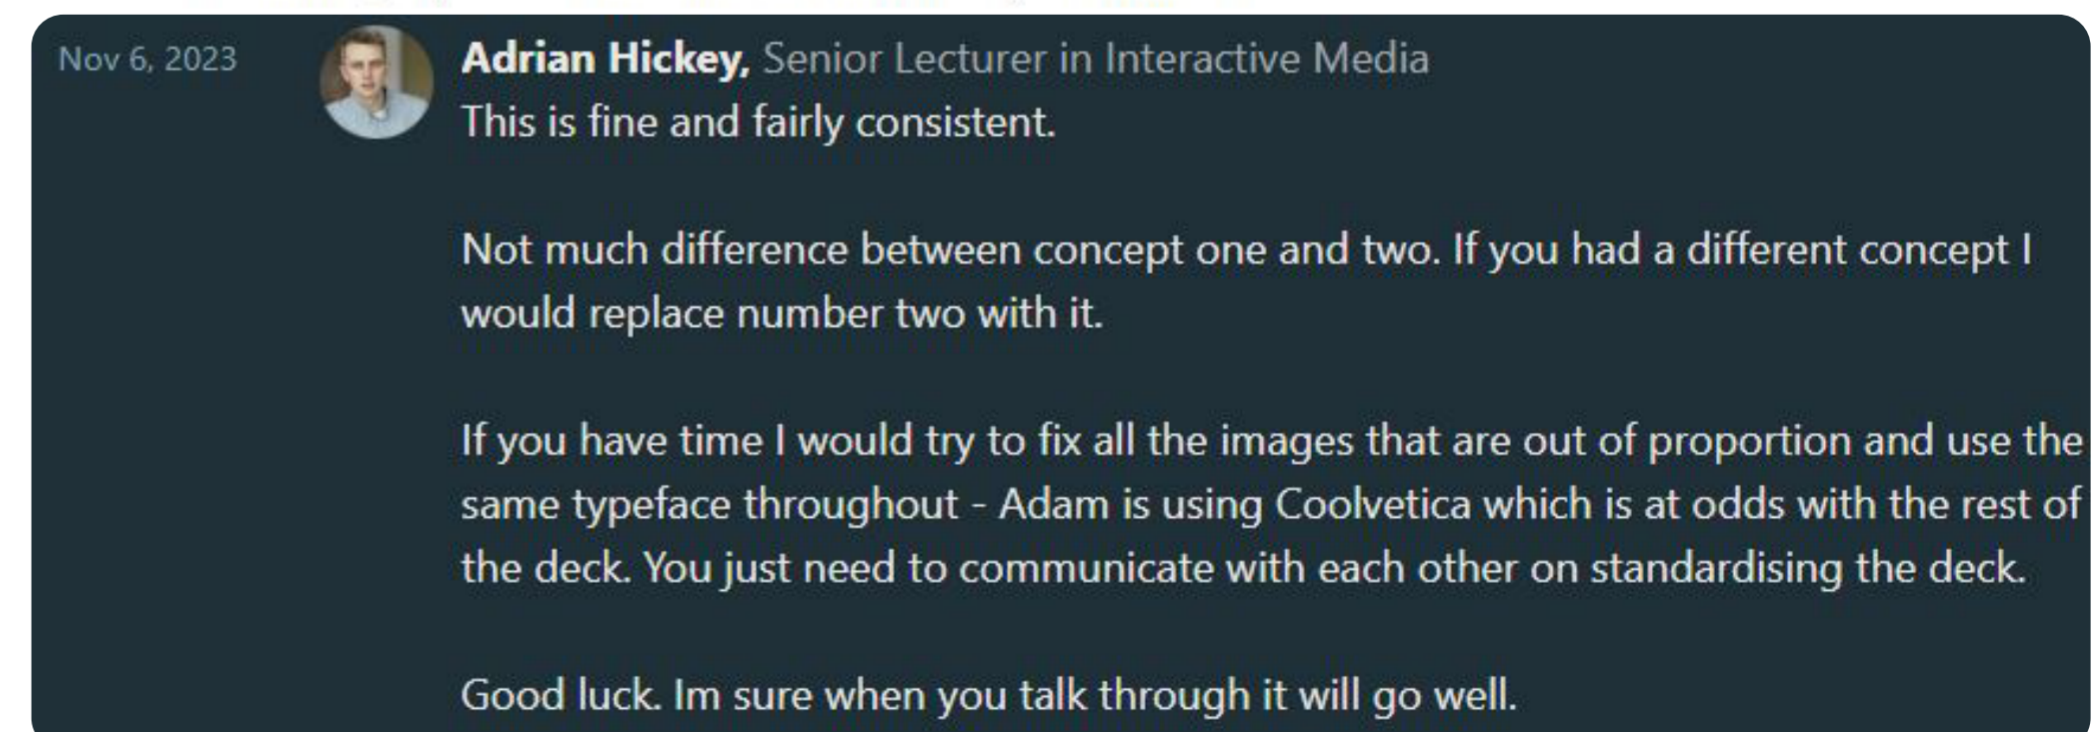 Nov 6, 2023
Adrian Hickey, Senior Lecturer in Interactive Media
This is fine and fairly consistent.
Not much difference between concept one and two. If you had a different concept I
would replace number two with it.
If you have time I would try to fix all the images that are out of proportion and use the
same typeface throughout - Adam is using Coolvetica which is at odds with the rest of
the deck. You just need to communicate with each other on standardising the deck.
Good luck. Im sure when you talk through it will go well.